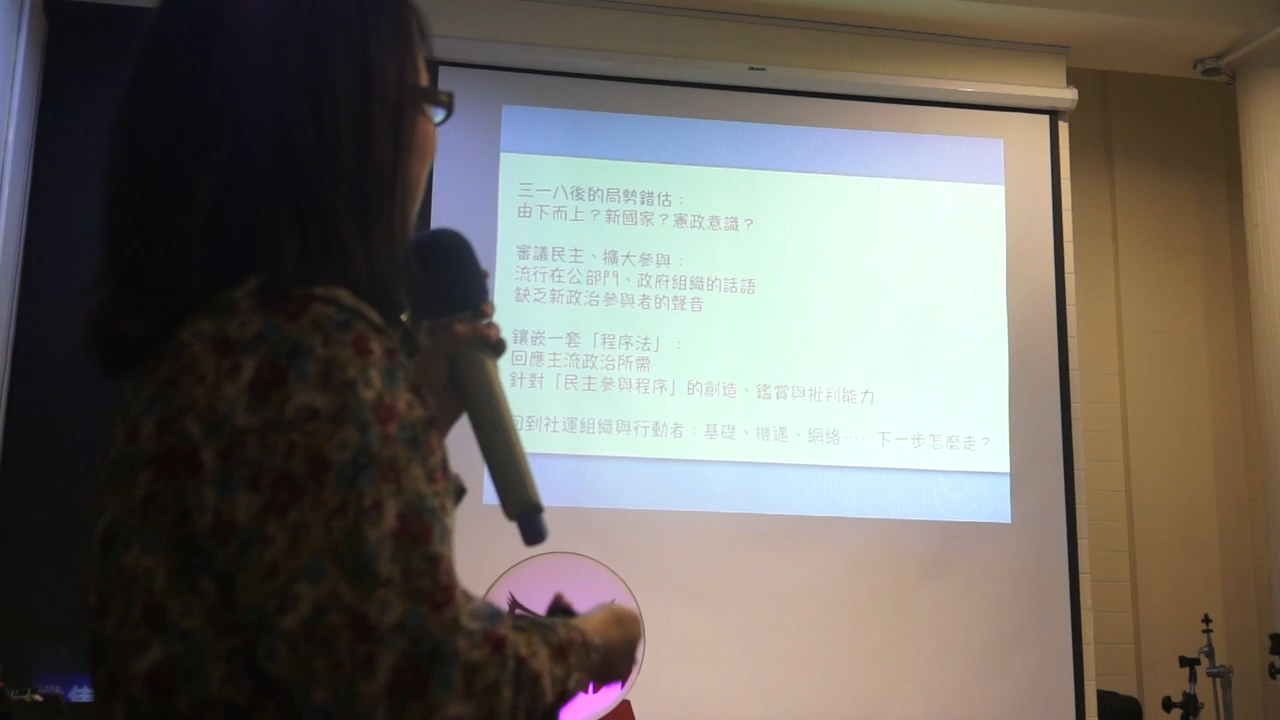 三一八後的局勢錯估：
由下而上？新國家？憲政意識？
審議民主、擴大參與：
流行在公部門、政府組織的話語
缺乏新政治參與者的聲音
鑲嵌一套「程序法」：
回應主流政治所需
針對「民主參與程序」的創造、鑑賞與批判能力
回到社運組織與行動者：基礎、機遇、網絡……下一步怎麼走？